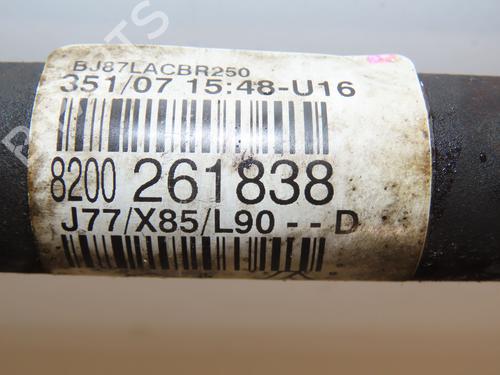 BJ87LACBR250
351/07 15:48-U16
8200 261838
J77/X85/L90 - - D